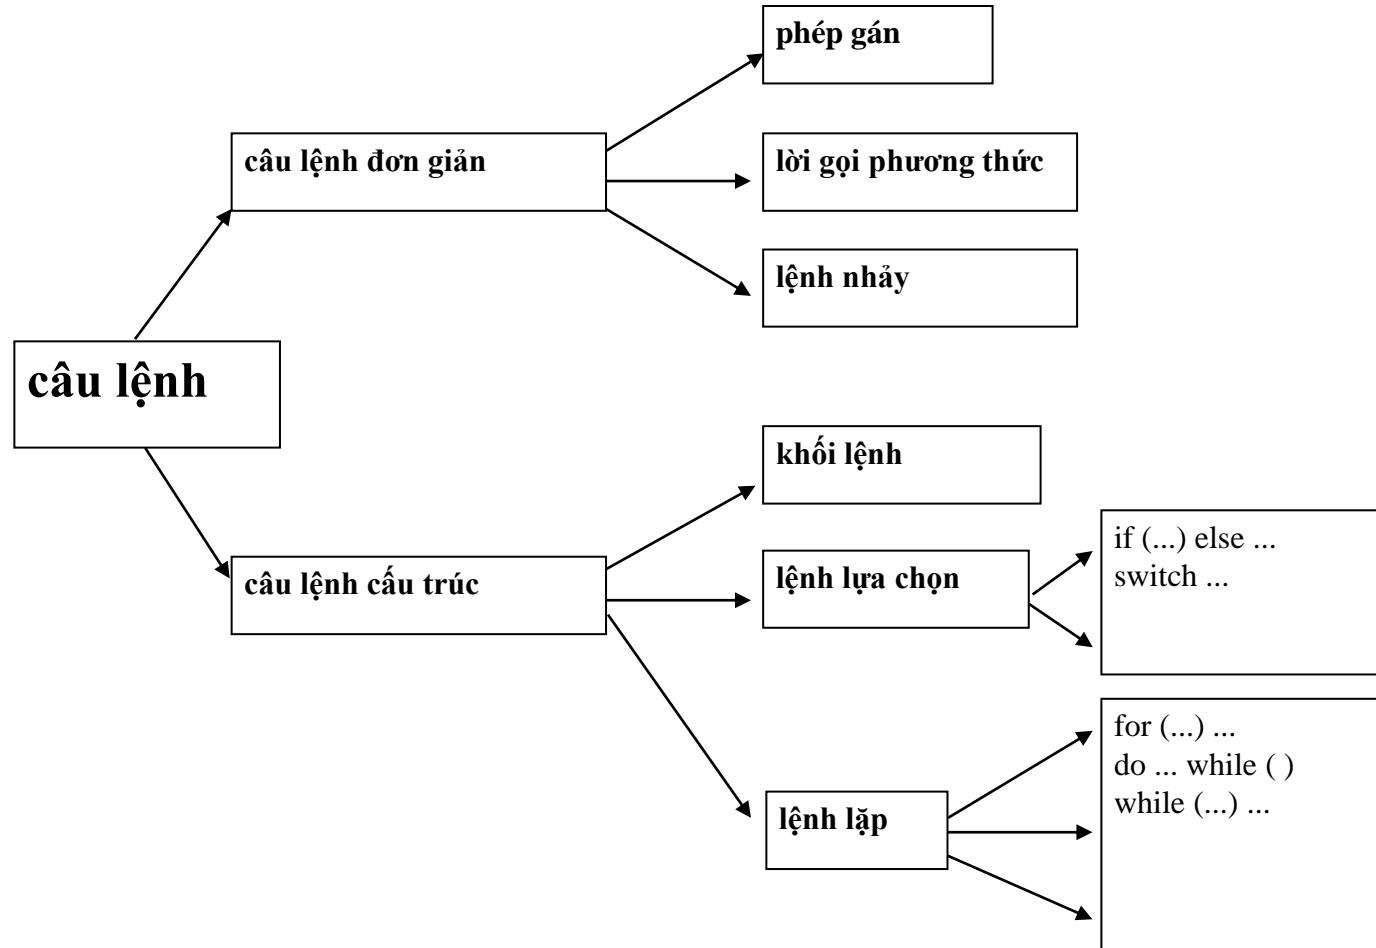 phép gán
câu lệnh đơn giản
lời gọi phương thức
lệnh nhảy
câu lệnh
khối lệnh
câu lệnh cấu trúc
lệnh lựa chọn
if (...) else ...
switch ...
lệnh lặp
for (...) ...
do ... while ( )
while (...) ...